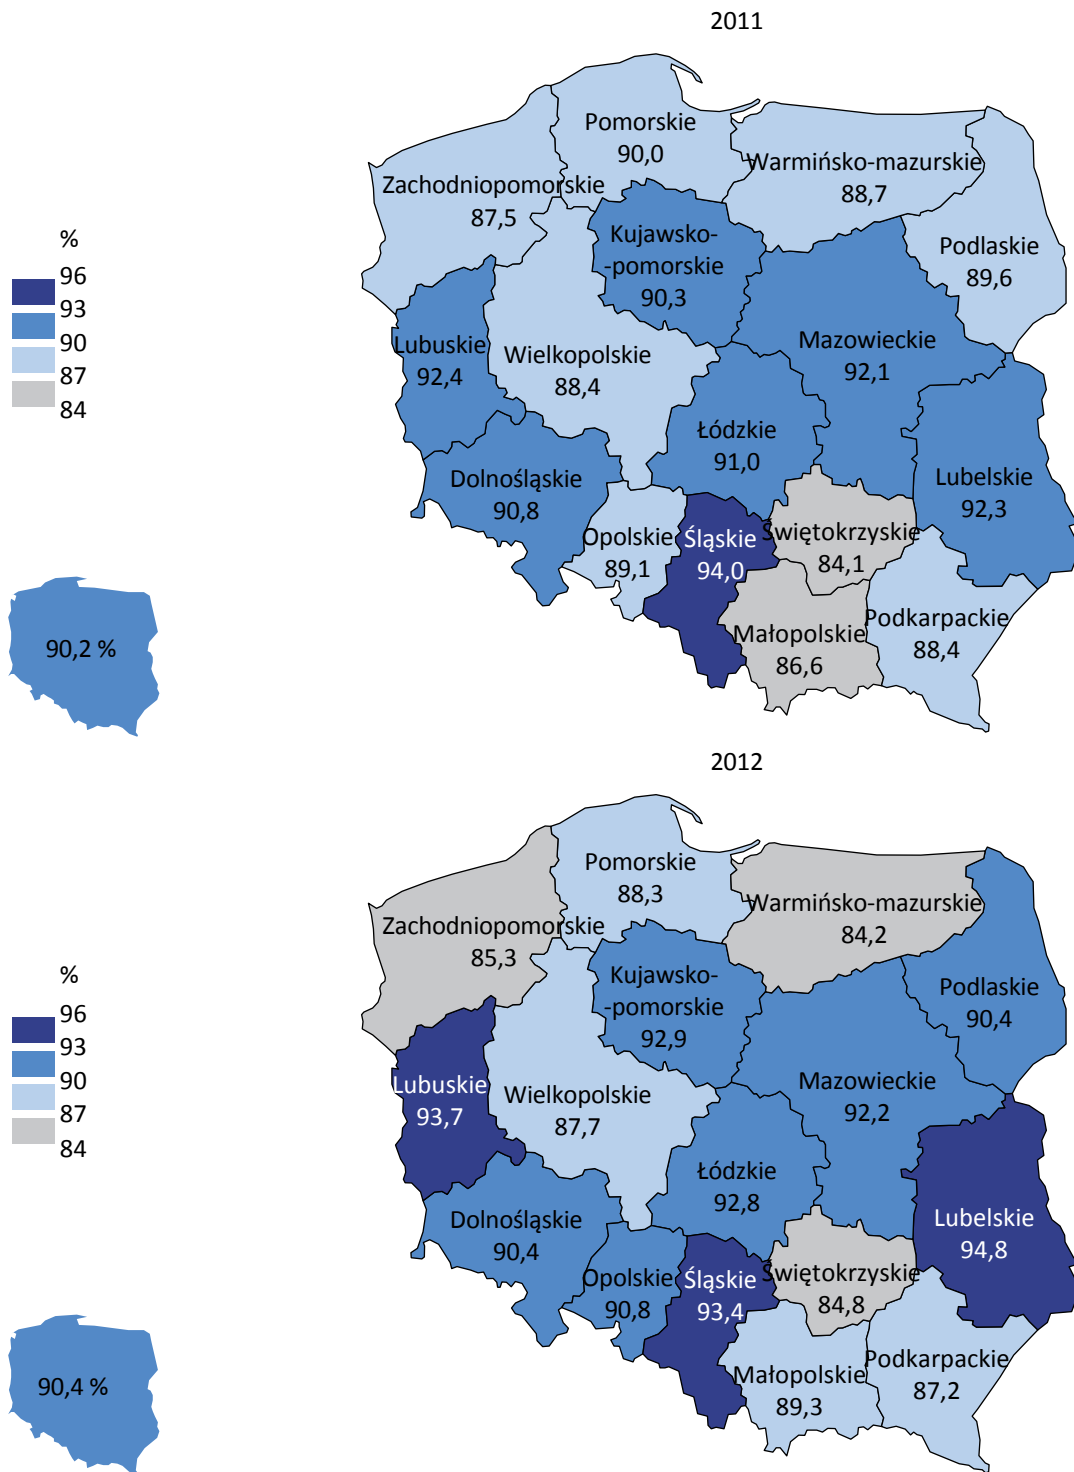 2011
Pomorskie
90,0
Warmińsko-mazurskie
88,7
Zachodniopomorskie
87,5
%
96
93
90
87
84
Kujawsko-
-pomorskie
90,3
Podlaskie
89,6
Lubuskie
92,4
Wielkopolskie
88,4
Mazowieckie
92,1
Łódzkie
91,0
Dolnośląskie
90,8
Lubelskie
92,3
Opolskie
89,1
Śląskie
94,0
Świętokrzyskie
84,1
Małopolskie
86,6
Podkarpackie
88,4
90,2 %
2012
Pomorskie
88,3
Warmińsko-mazurskie
84,2
Zachodniopomorskie
85,3
%
96
93
90
87
84
Kujawsko-
-pomorskie
92,9
Podlaskie
90,4
Lubuskie
93,7
Wielkopolskie
87,7
Mazowieckie
92,2
Łódzkie
92,8
Dolnośląskie
90,4
Lubelskie
94,8
Opolskie
90,8
Śląskie
93,4
Świętokrzyskie
84,8
Małopolskie
89,3
Podkarpackie
87,2
90,4 %